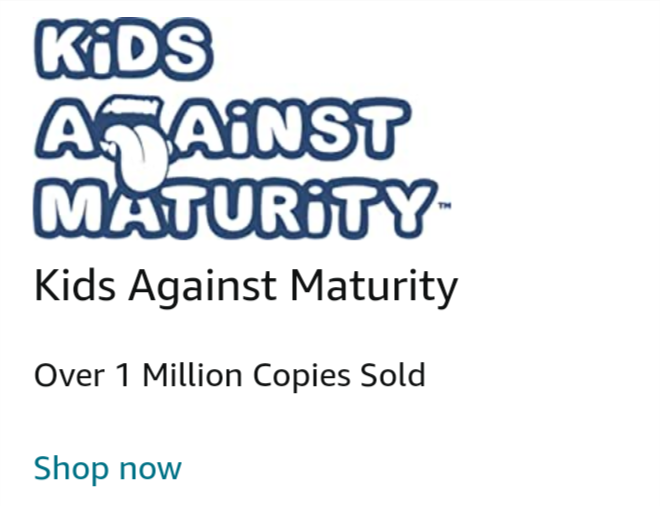 KiDS
AGAiNST
MATURiTY™
Kids Against Maturity
Over 1 Million Copies Sold
Shop now